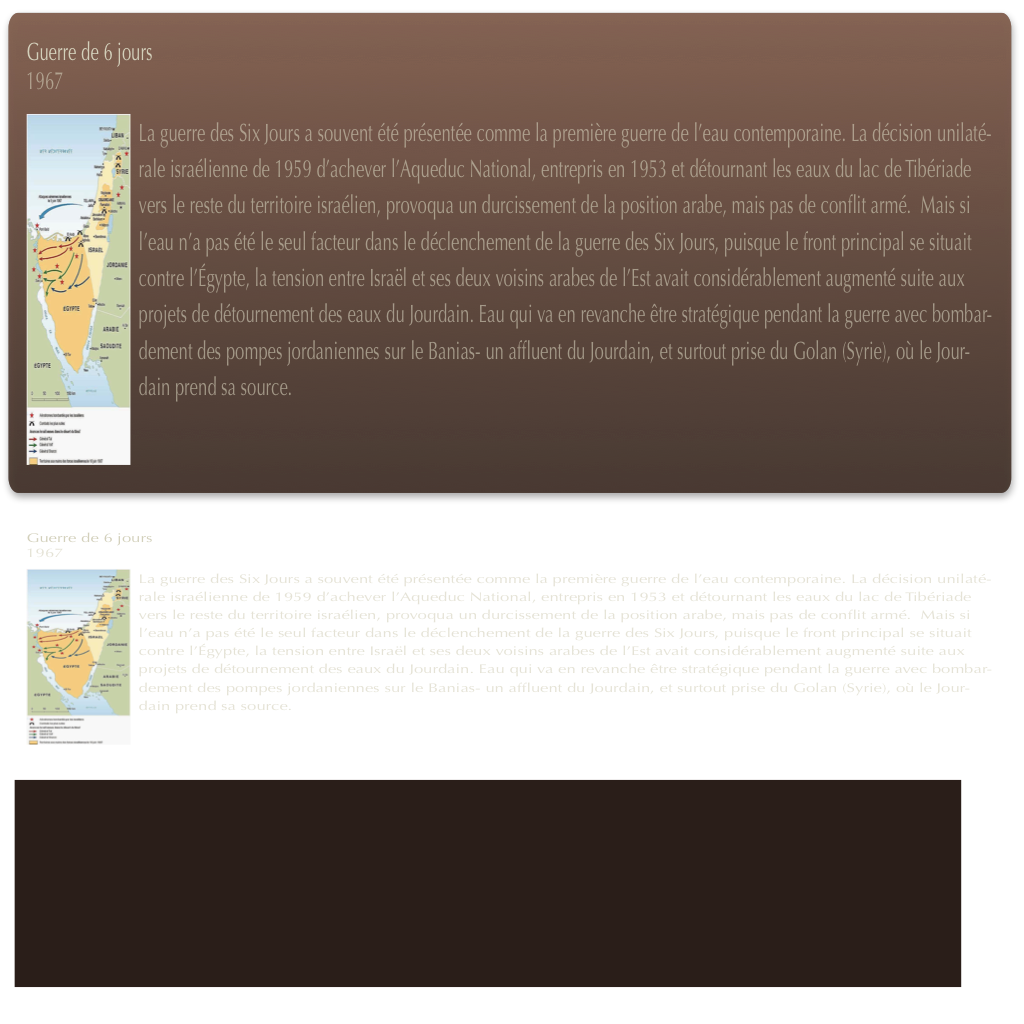 Guerre de 6 jours
1967
La guerre des Six Jours a souvent été présentée comme la première guerre de l’eau contemporaine. La décision unilaté-
rale israélienne de 1959 d’achever l’Aqueduc National, entrepris en 1953 et détournant les eaux du lac de Tibériade
vers le reste du territoire israélien, provoqua un durcissement de la position arabe, mais pas de conflit armé.  Mais si
l’eau n’a pas été le seul facteur dans le déclenchement de la guerre des Six Jours, puisque le front principal se situait
contre l’Égypte, la tension entre Israël et ses deux voisins arabes de l’Est avait considérablement augmenté suite aux
projets de détournement des eaux du Jourdain. Eau qui va en revanche être stratégique pendant la guerre avec bombar-
dement des pompes jordaniennes sur le Banias- un affluent du Jourdain, et surtout prise du Golan (Syrie), où le Jour-
dain prend sa source.
LIBAN
SYRIE
ISRAËL
JORDANIE
ÉGYPTE
ARABIE
SAOUDITE
ÉGYPTE
Guerre de 6 jours
1967
La guerre des Six Jours a souvent été présentée comme la première guerre de l’eau contemporaine. La décision unilaté-
rale israélienne de 1959 d’achever l’Aqueduc National, entrepris en 1953 et détournant les eaux du lac de Tibériade
vers le reste du territoire israélien, provoqua un durcissement de la position arabe, mais pas de conflit armé.  Mais si
l’eau n’a pas été le seul facteur dans le déclenchement de la guerre des Six Jours, puisque le front principal se situait
contre l’Égypte, la tension entre Israël et ses deux voisins arabes de l’Est avait considérablement augmenté suite aux
projets de détournement des eaux du Jourdain. Eau qui va en revanche être stratégique pendant la guerre avec bombar-
dement des pompes jordaniennes sur le Banias- un affluent du Jourdain, et surtout prise du Golan (Syrie), où le Jour-
dain prend sa source.